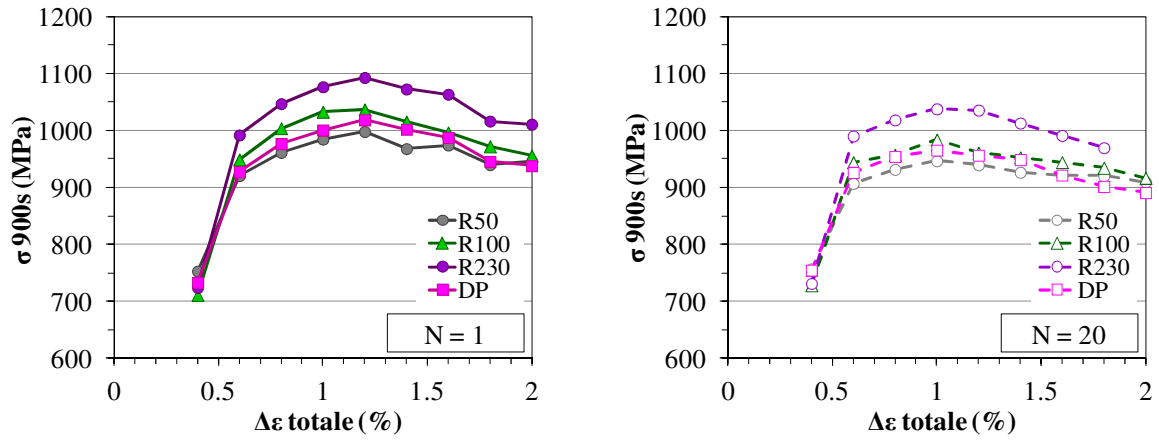 1200
1100
1000
900
800
700
600
0
0.5
1
1.5
2
σ 900s (MPa)
Δε totale (%)
R50
R100
R230
DP
N = 1
1200
1100
1000
900
800
700
600
0
0.5
1
1.5
2
σ 900s (MPa)
Δε totale (%)
R50
R100
R230
DP
N = 20